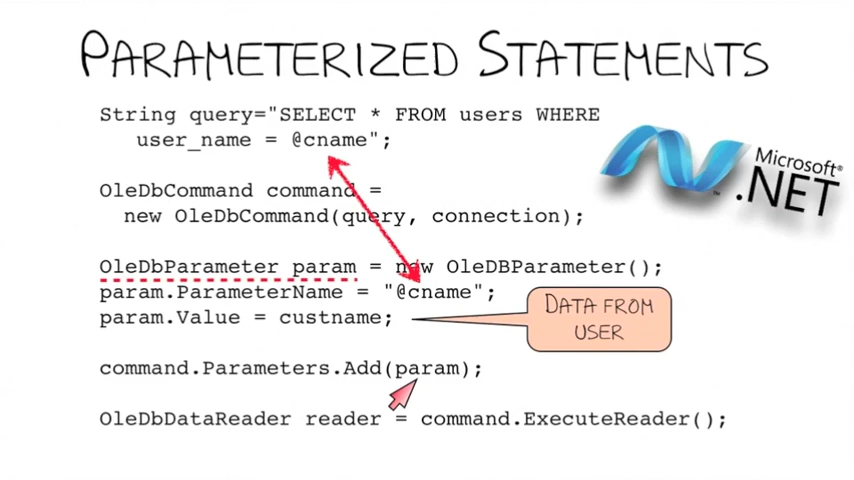 PARAMETERIZED STATEMENTS
String query="SELECT * FROM users WHERE
user_name = @cname";
OleDbCommand command =
new OleDbCommand(query, connection);
OleDbParameter param = new OleDBParameter();
param.ParameterName = "@cname";
param.Value = custname;
command.Parameters.Add(param);
OleDbDataReader reader = command.ExecuteReader();
Microsoft®
.NET
™
DATA FROM
USER